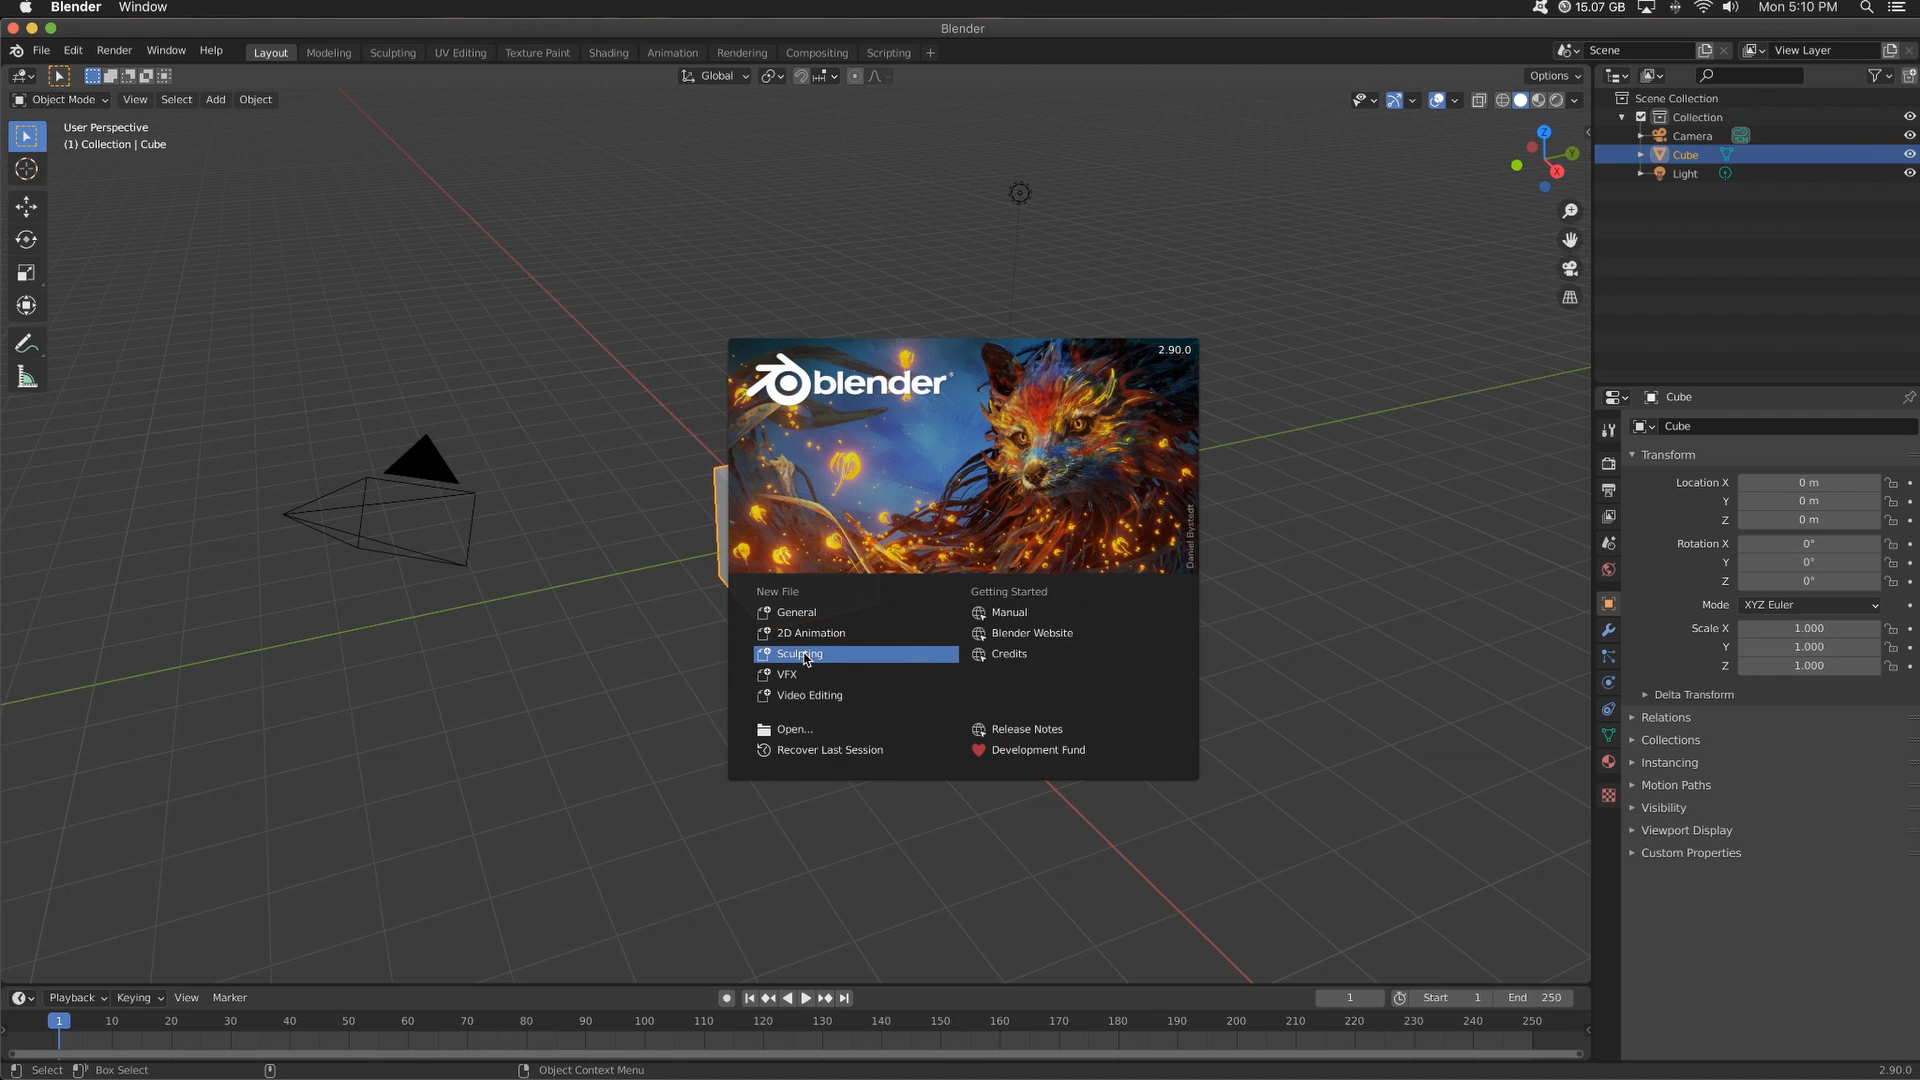 Blender Window 15.07 GB Mon 5:10 PM
Blender
File Edit Render Window Help Layout Modeling Sculpting UV Editing Texture Paint Shading Animation Rendering Compositing Scripting + Scene View Layer
Global Options
Object Mode View Select Add Object
User Perspective
(1) Collection | Cube
Z
Y
X
Scene Collection
Collection
Camera
Cube
Light
2.90.0
blender
Daniel Bystedt
New File
General
2D Animation
Sculpting
VFX
Video Editing
Open...
Recover Last Session
Getting Started
Manual
Blender Website
Credits
Release Notes
Development Fund
Cube
Cube
Transform
Location X 0 m
Y 0 m
Z 0 m
Rotation X 0°
Y 0°
Z 0°
Mode XYZ Euler
Scale X 1.000
Y 1.000
Z 1.000
Delta Transform
Relations
Collections
Instancing
Motion Paths
Visibility
Viewport Display
Custom Properties
Playback Keying View Marker 1 Start 1 End 250
1 10 20 30 40 50 60 70 80 90 100 110 120 130 140 150 160 170 180 190 200 210 220 230 240 250
Select Box Select Object Context Menu 2.90.0